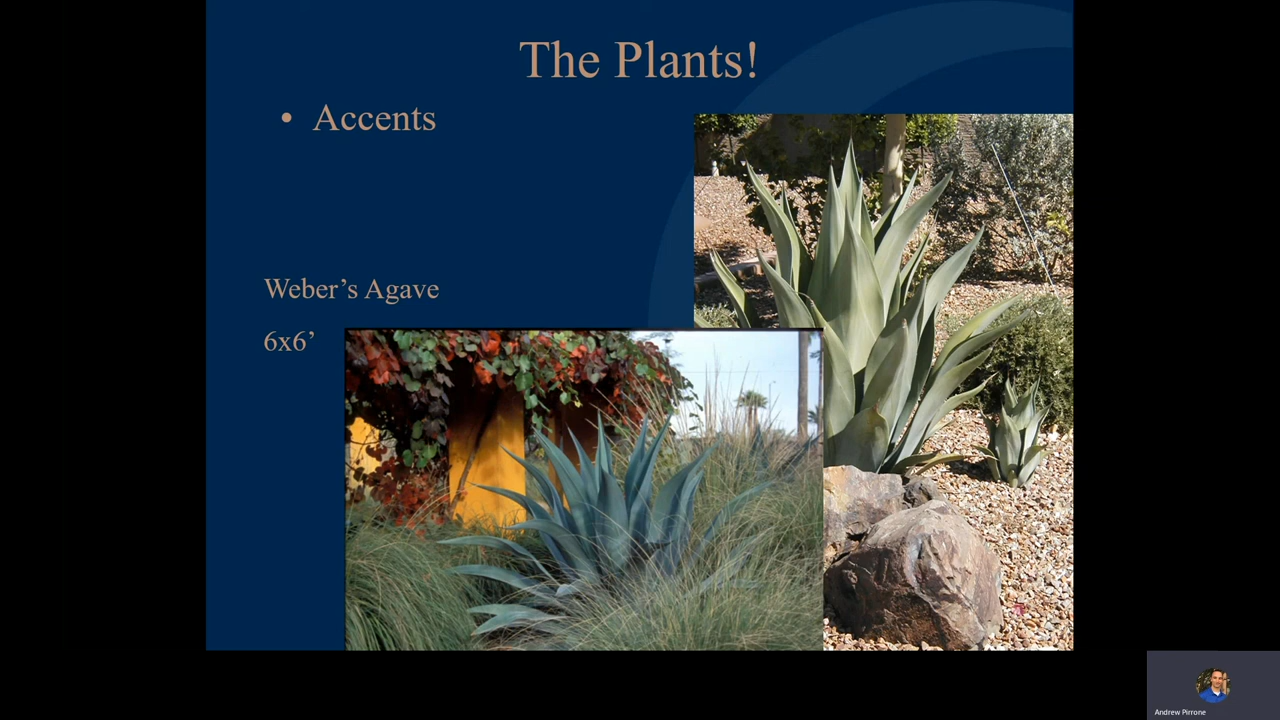 The Plants!
• Accents
Weber’s Agave
6x6’
Andrew Pirrone